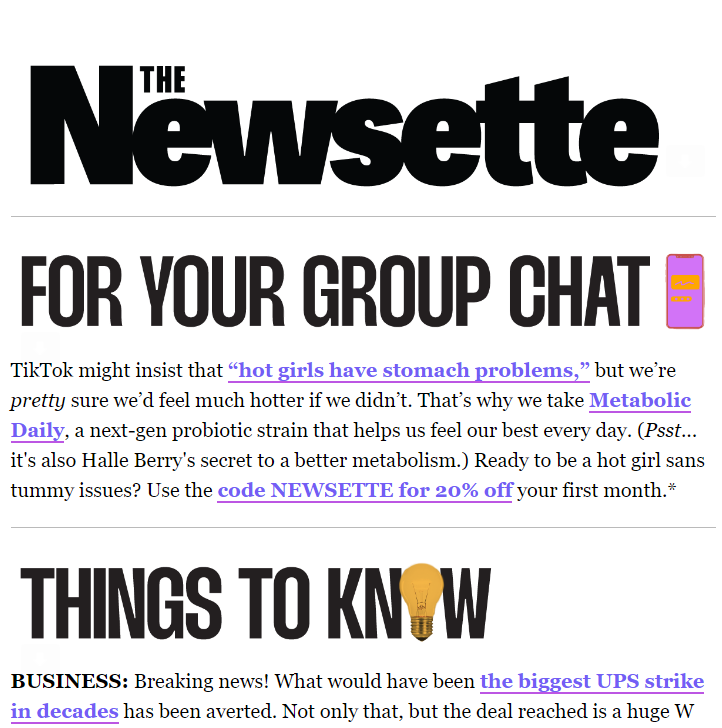 THE
Newsette
FOR YOUR GROUP CHAT
TikTok might insist that “hot girls have stomach problems,” but we’re
pretty sure we’d feel much hotter if we didn’t. That’s why we take Metabolic
Daily, a next-gen probiotic strain that helps us feel our best every day. (Psst...
it's also Halle Berry's secret to a better metabolism.) Ready to be a hot girl sans
tummy issues? Use the code NEWSETTE for 20% off your first month.*
THINGS TO KNOW
BUSINESS: Breaking news! What would have been the biggest UPS strike
in decades has been averted. Not only that, but the deal reached is a huge W